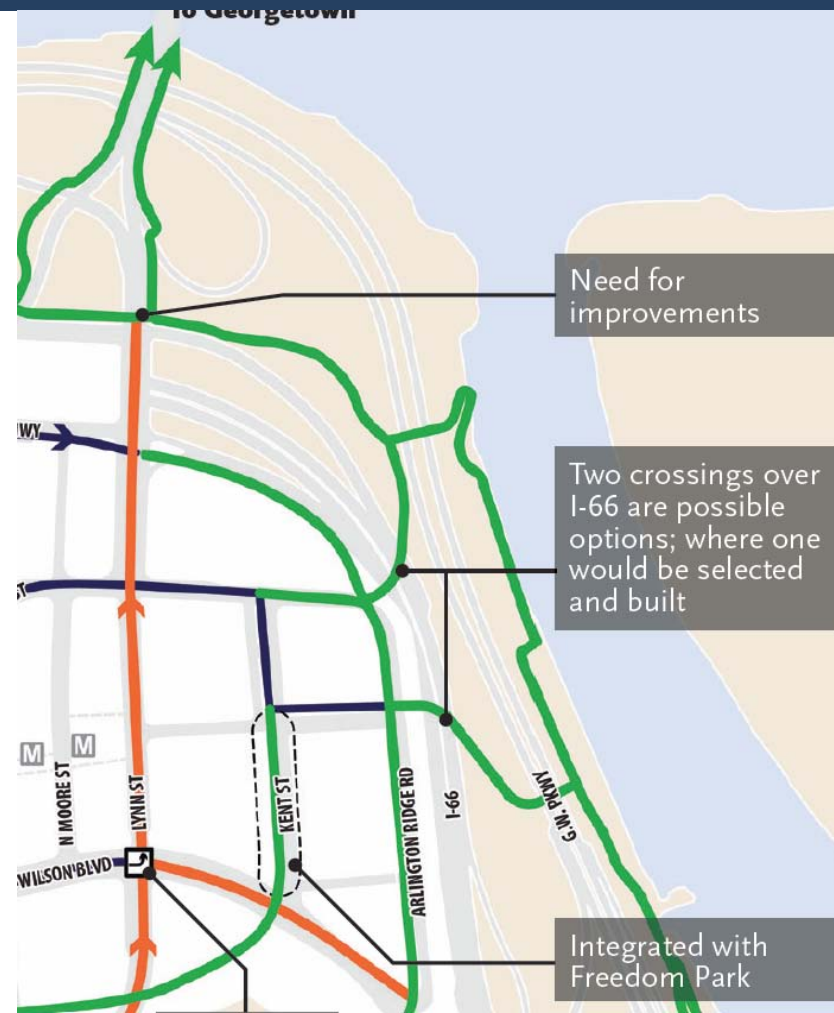 To Georgetown
Need for
improvements
WY
Two crossings over
I-66 are possible
options; where one
would be selected
and built
ST
M
M
N MOORE ST
LYNN ST
KENT ST
ARLINGTON RIDGE RD
I-66
G.W. PKWY
WILSON BLVD
Integrated with
Freedom Park